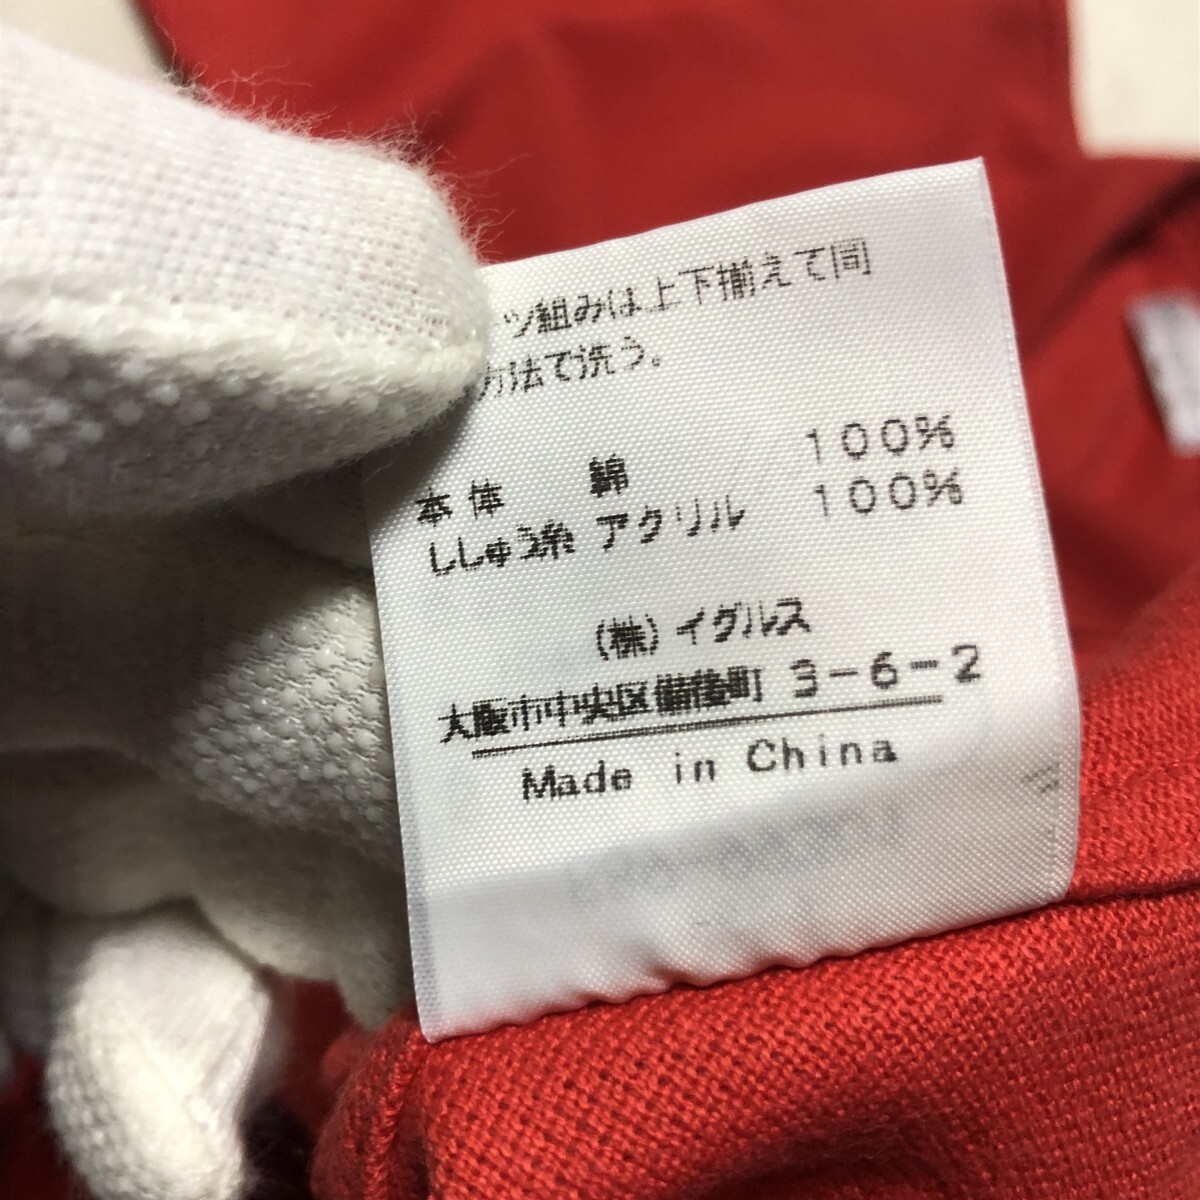 ーツ組みは上下揃えて同
方法で洗う。
本体 綿 100%
ししゅう糸 アクリル 100%
(株)イグルス
大阪市中央区備後町 3-6-2
Made in China